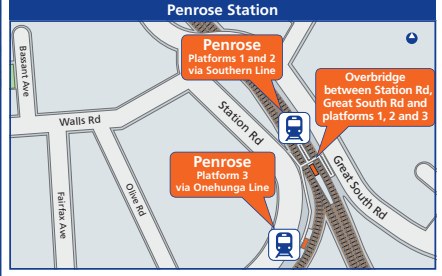 Penrose Station
Penrose
Platforms 1 and 2
via Southern Line
Overbridge
between Station Rd,
Great South Rd and
platforms 1, 2 and 3
Bassant Ave
Walls Rd
Station Rd
Penrose
Platform 3
via Onehunga Line
Great South Rd
Fairfax Ave
Olive Rd